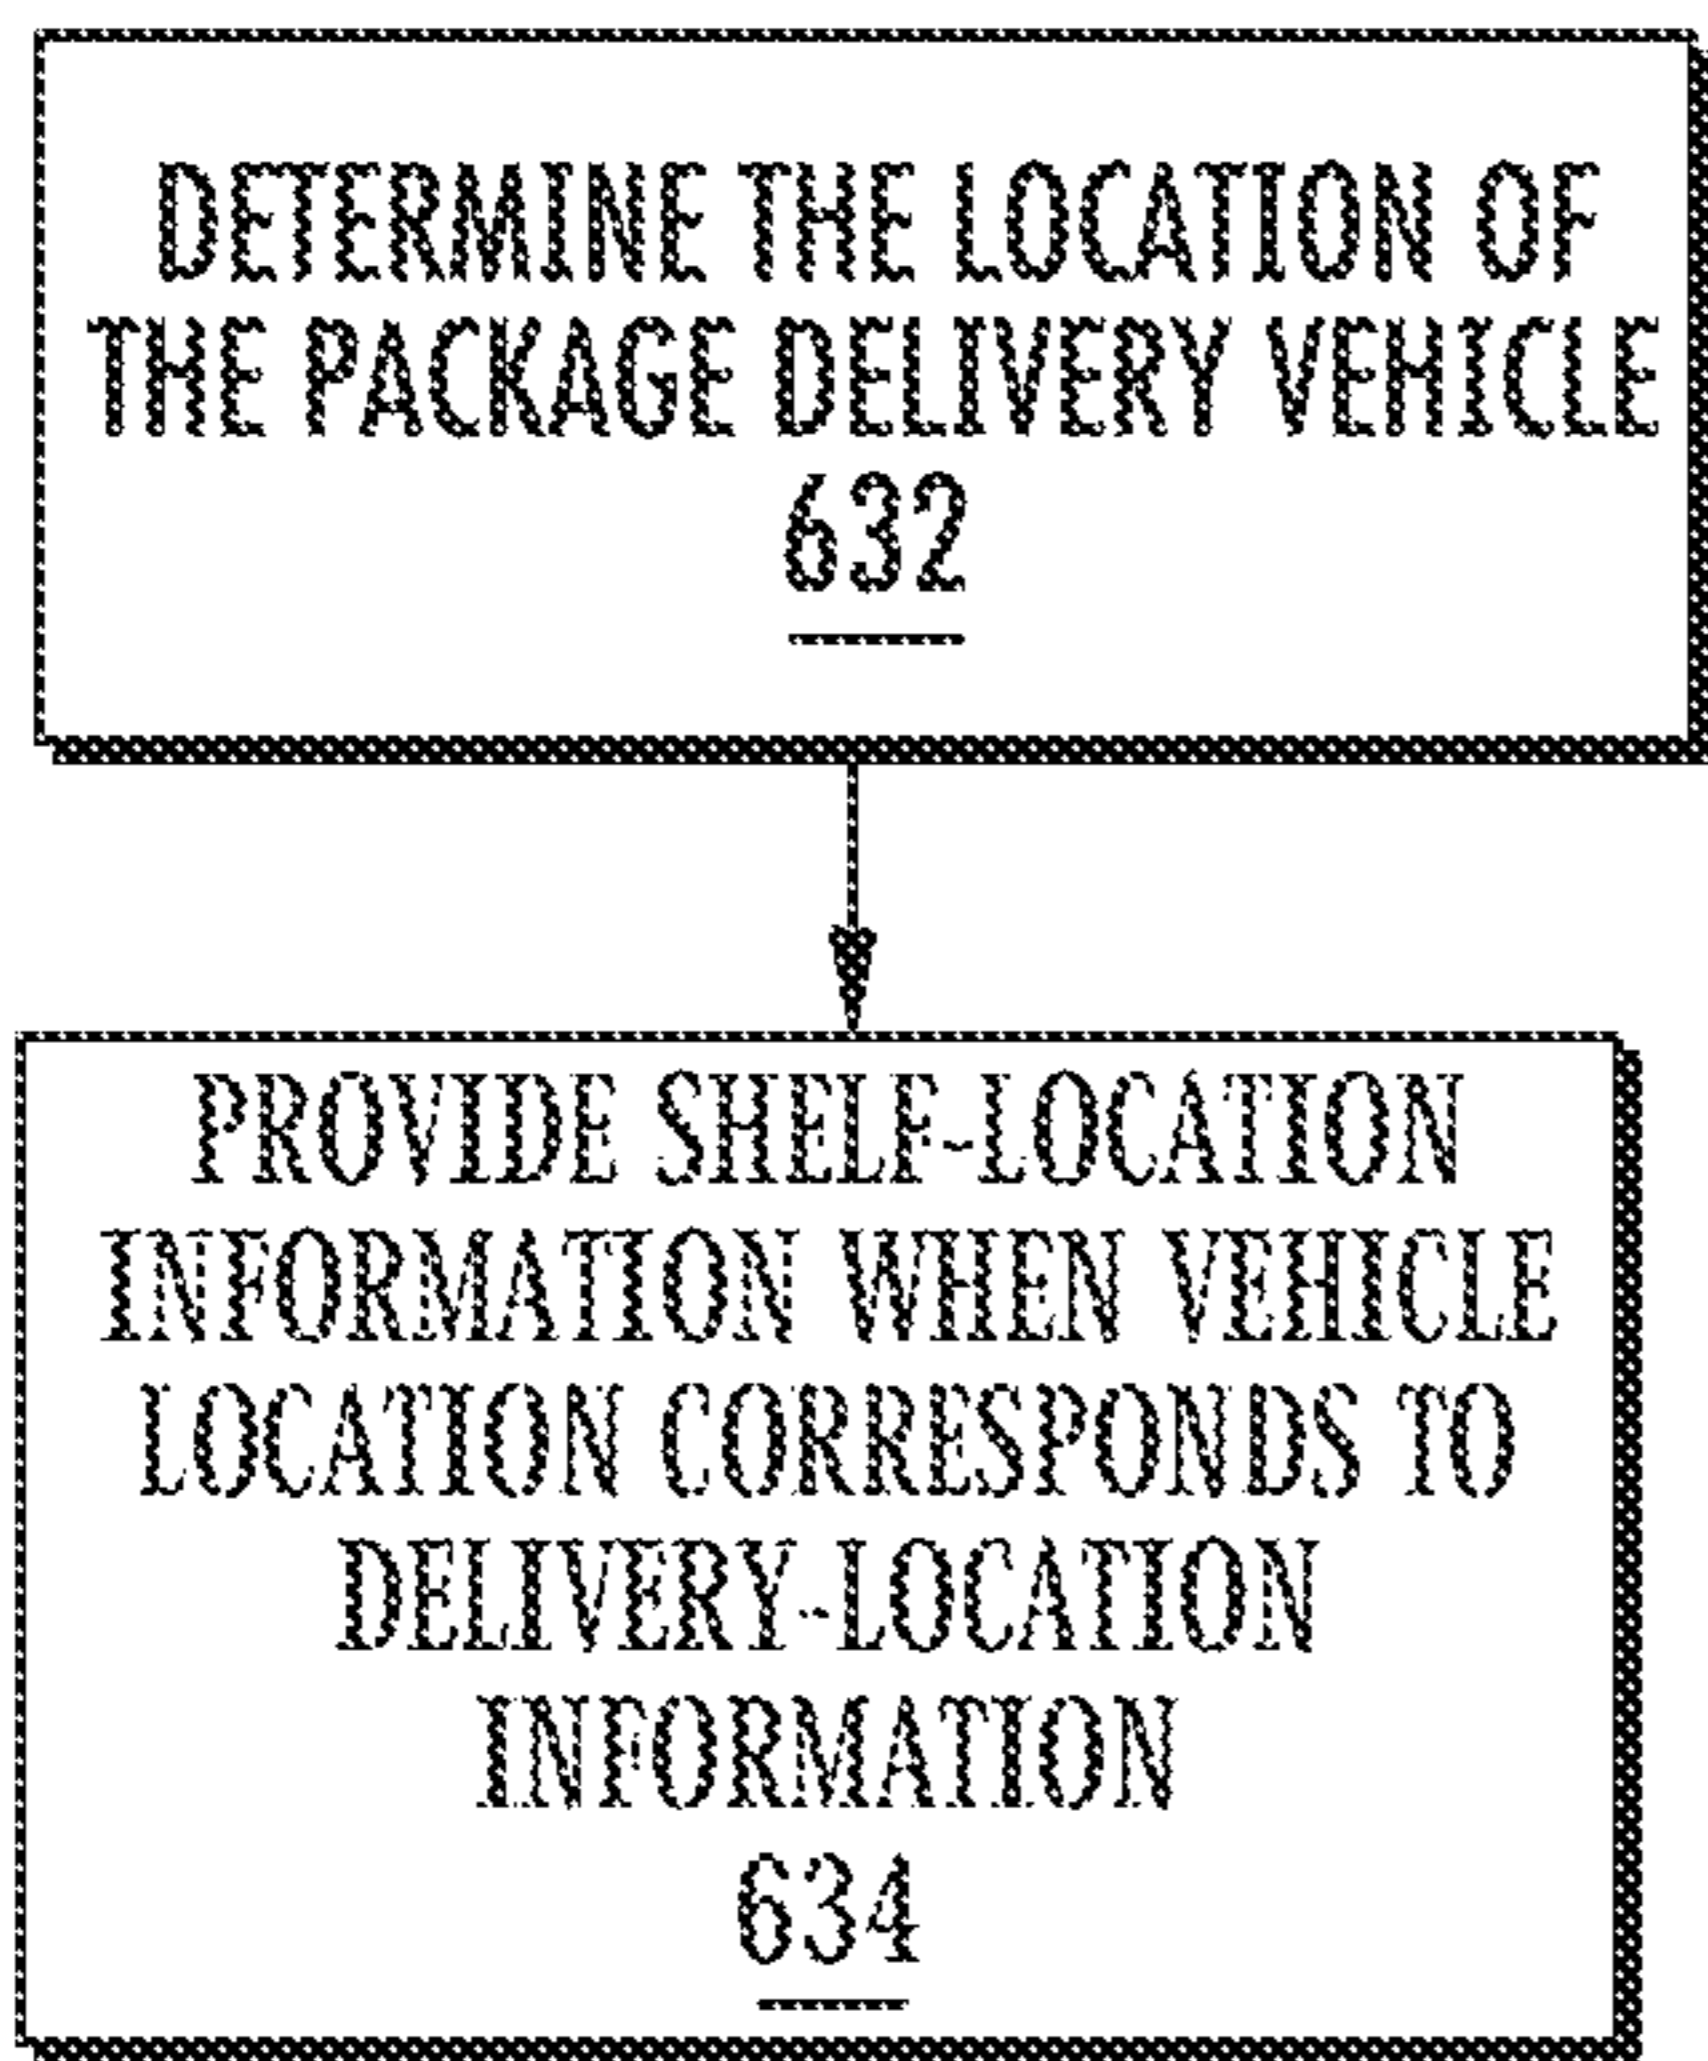 DETERMINE THE LOCATION OF
THE PACKAGE DELIVERY VEHICLE
632
PROVIDE SHELF-LOCATION
INFORMATION WHEN VEHICLE
LOCATION CORRESPONDS TO
DELIVERY-LOCATION
INFORMATION
634